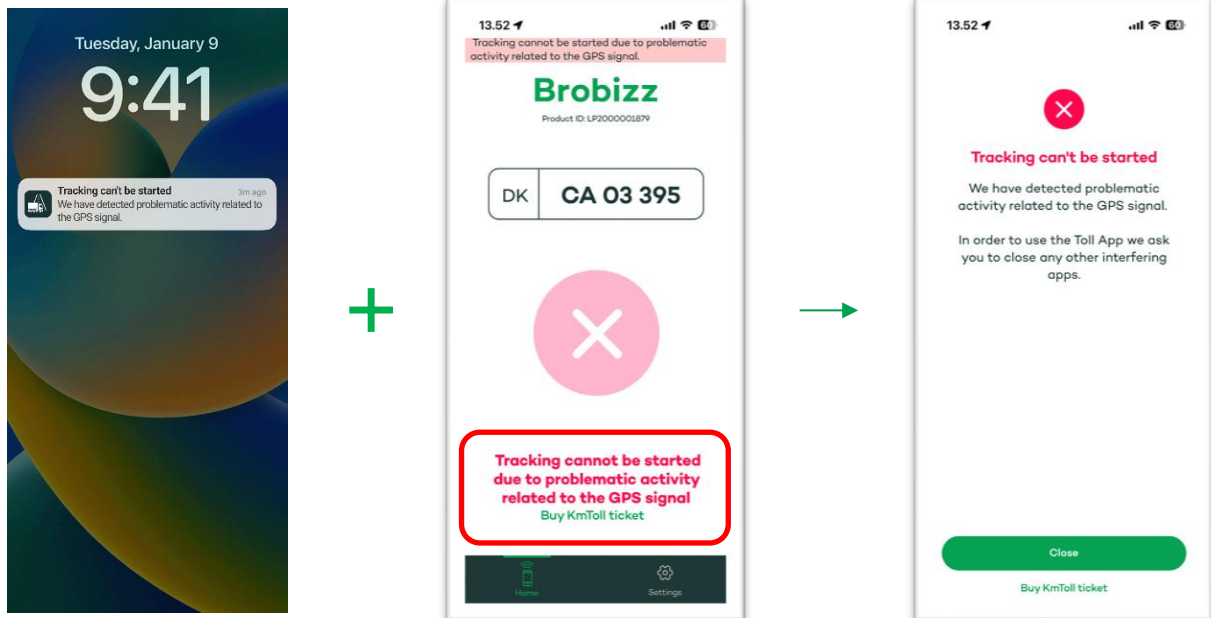 Tuesday, January 9
9:41
Tracking can't be started
3m ago
We have detected problematic activity related to
the GPS signal.
+
13.52
60
Tracking cannot be started due to problematic
activity related to the GPS signal.
Brobizz
Product ID: LP2000001879
DK
CA 03 395
Tracking cannot be started
due to problematic activity
related to the GPS signal
Buy KmToll ticket
Home
Settings
13.52
60
Tracking can't be started
We have detected problematic
activity related to the GPS signal.
In order to use the Toll App we ask
you to close any other interfering
apps.
Close
Buy KmToll ticket